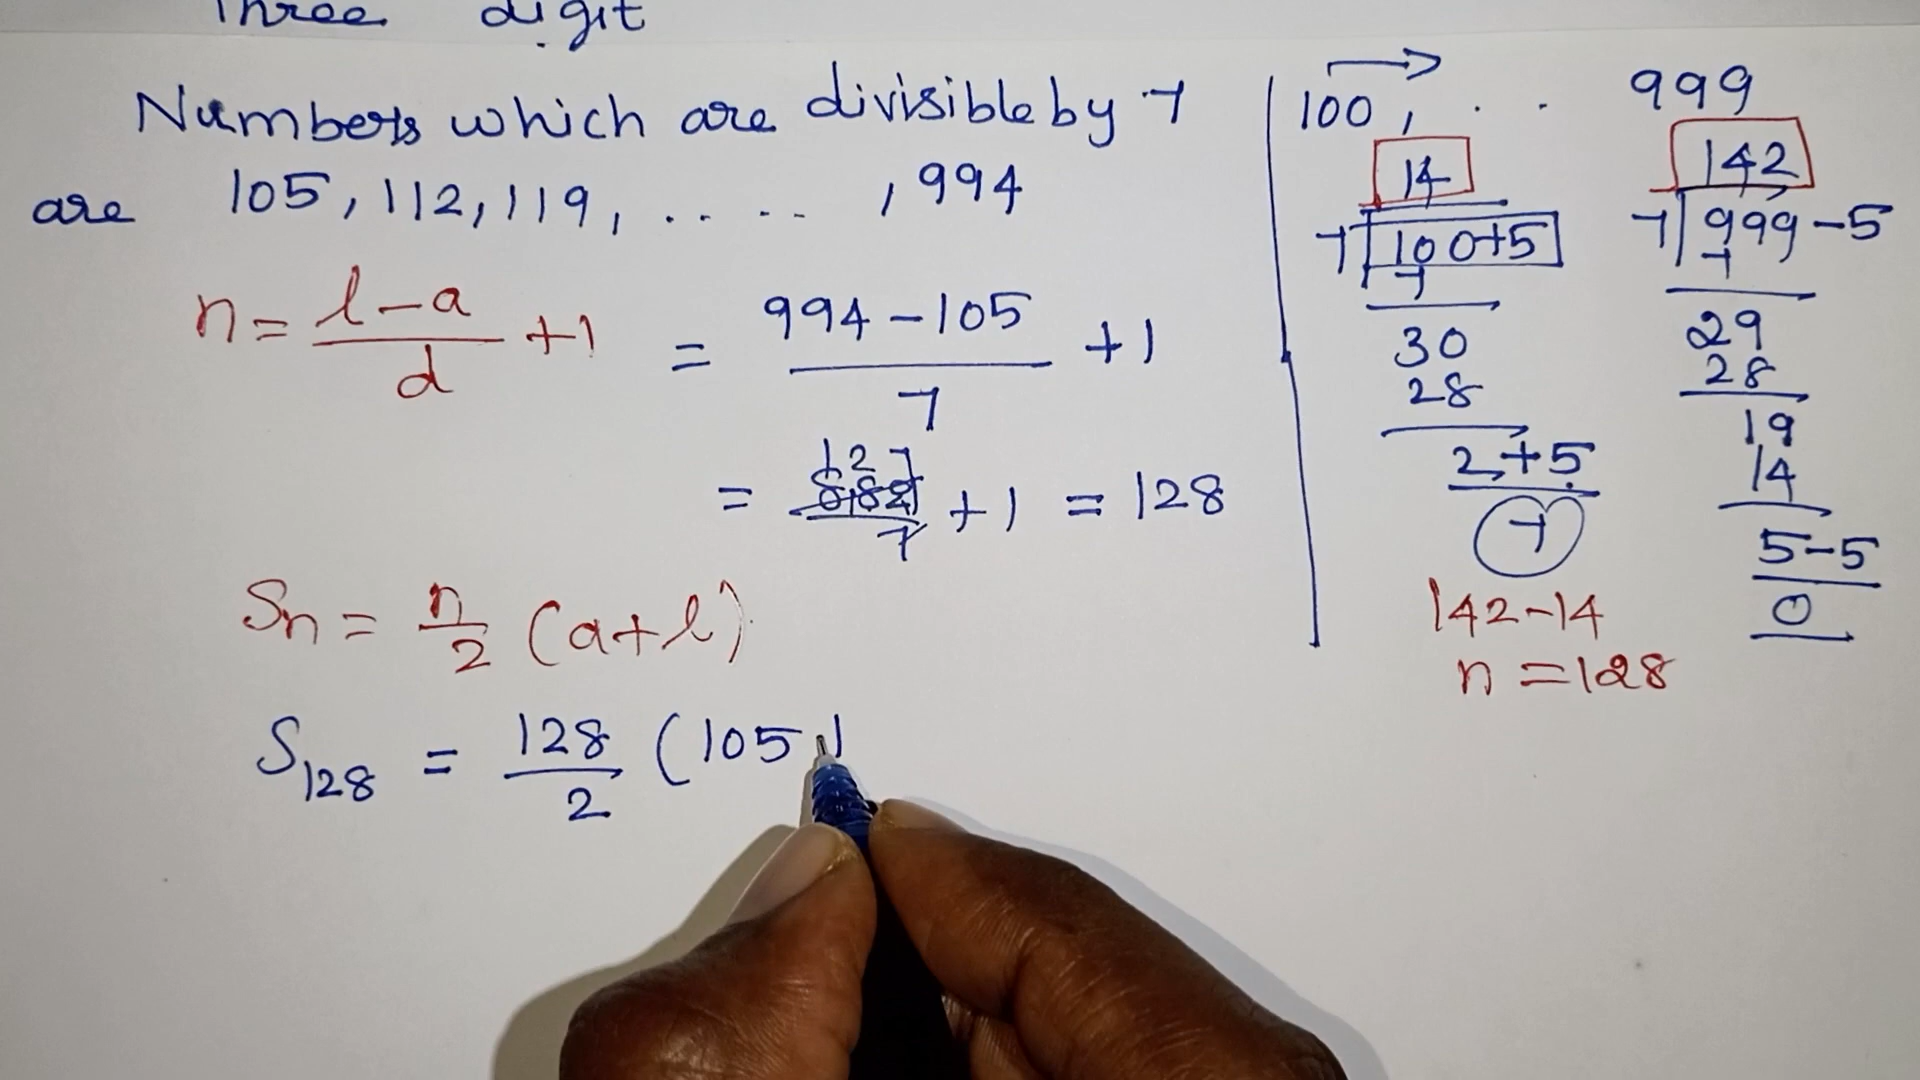 Three digit
Numbers which are divisible by 7
are 105, 112, 119, . . . . . , 994
n = l - a / d + 1 = 994 - 105 / 7 + 1
127
= 889 / 7 + 1 = 128
Sn = n/2 (a + l)
S128 = 128/2 (105
100, . . 999
14
7 100+5
7
30
28
2+5
7
142-14
n = 128
142
7 999-5
7
29
28
19
14
5-5
0